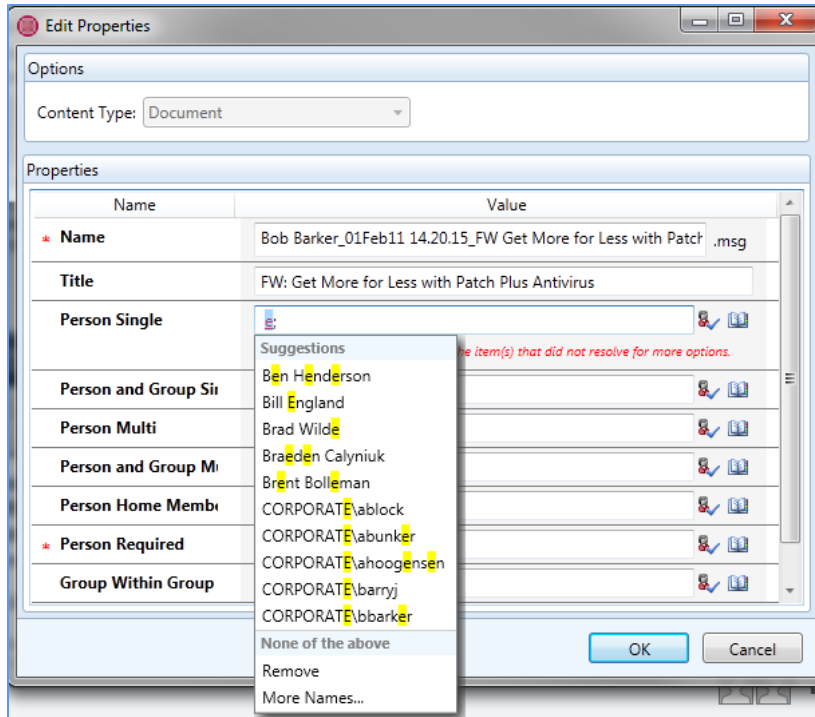 Edit Properties
Options
Content Type: Document
Properties
Name Value
* Name Bob Barker_01Feb11 14.20.15_FW Get More for Less with Patch .msg
Title FW: Get More for Less with Patch Plus Antivirus
Person Single e;
Suggestions
he item(s) that did not resolve for more options.
Ben Henderson
Person and Group Sin
Bill England
Person Multi
Brad Wilde
Braeden Calyniuk
Person and Group Mu
Brent Bolleman
Person Home Membe
CORPORATE\ablock
* Person Required
CORPORATE\abunker
CORPORATE\ahoogensen
Group Within Group
CORPORATE\barryj
CORPORATE\bbarker
None of the above
Remove
More Names...
OK Cancel